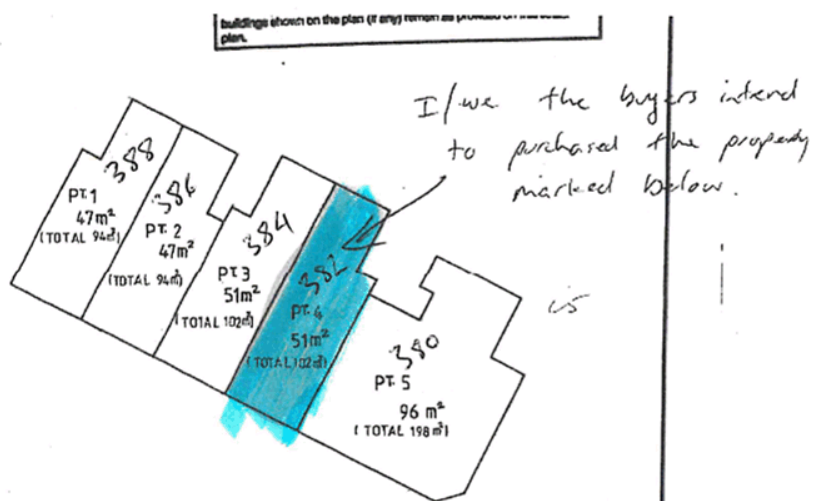 buildings shown on the plan (if any) remain as provided on this
plan.
I/we the buyers intend
to purchased the property
marked below.
388
PT.1
47m²
(TOTAL 94m²)
386
PT. 2
47m²
(TOTAL 94m²)
384
PT 3
51m²
(TOTAL 102m²)
382
PT. 4
51m²
(TOTAL 102m²)
380
PT. 5
96 m²
(TOTAL 198m²)
is